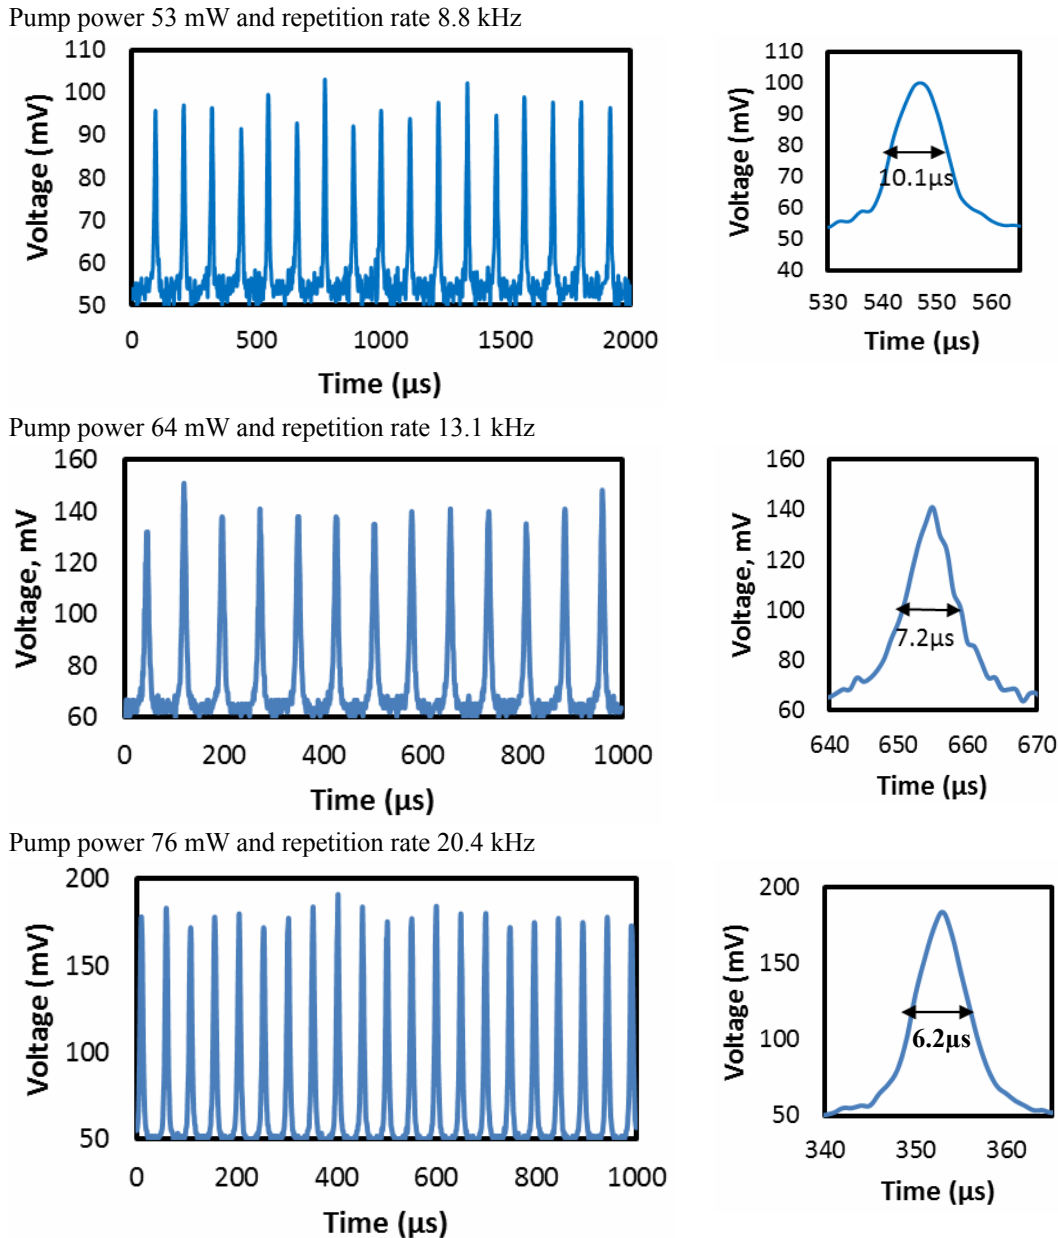 Pump power 53 mW and repetition rate 8.8 kHz
110
100
90
80
70
60
50
Voltage (mV)
0 500 1000 1500 2000
Time (µs)
110
100
90
80
70
60
50
40
Voltage (mV)
10.1µs
530 540 550 560
Time (µs)
Pump power 64 mW and repetition rate 13.1 kHz
160
140
120
100
80
60
Voltage, mV
0 200 400 600 800 1000
Time (µs)
160
140
120
100
80
60
Voltage, mV
7.2µs
640 650 660 670
Time (µs)
Pump power 76 mW and repetition rate 20.4 kHz
200
150
100
50
Voltage (mV)
0 200 400 600 800 1000
Time (µs)
200
150
100
50
Voltage (mV)
6.2µs
340 350 360
Time (µs)